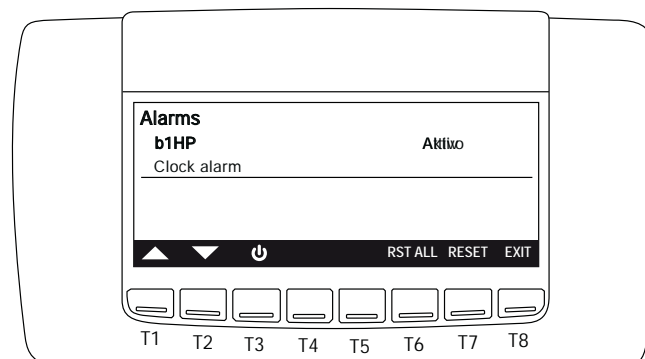 Alarms
b1HP
Clock alarm
RST ALL RESET EXIT
T1 T2 T3 T4 T5 T6 T7 T8